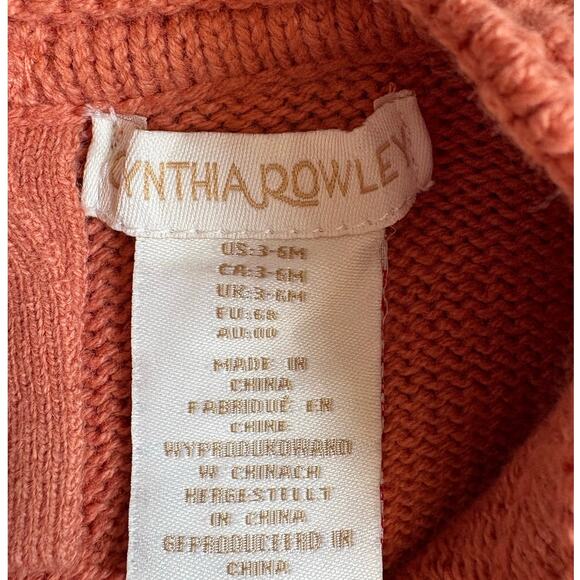 CYNTHIA ROWLEY
US:3-6M
CA:3-6M
UK:3-6M
EU:68
AU:00
MADE IN
CHINA
FABRIQUÉ EN
CHINE
WYPRODUKOWANO
W CHINACH
HERGESTELLT
IN CHINA
GEPRODUCEERD IN
CHINA